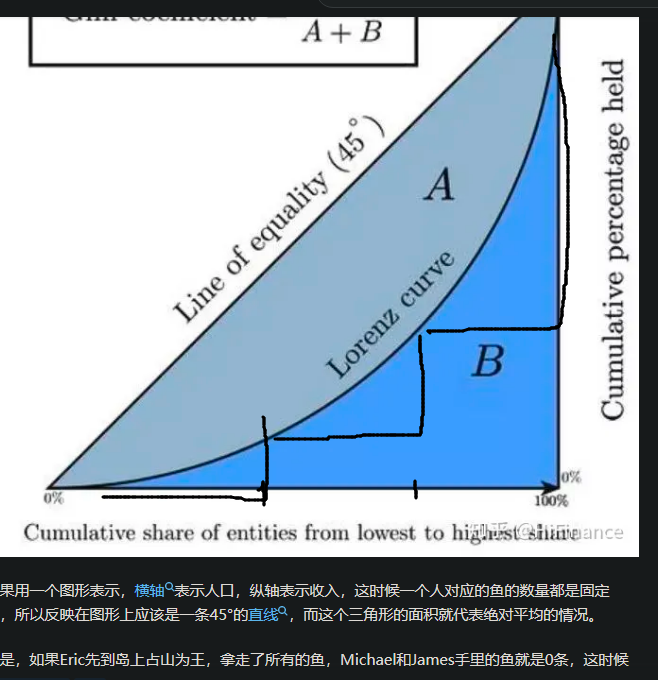 Gini coefficient =
A + B
Line of equality (45°)
A
Lorenz curve
B
Cumulative percentage held
0%
0%
100%
Cumulative share of entities from lowest to highest share
果用一个图形表示，横轴表示人口，纵轴表示收入，这时候一个人对应的鱼的数量都是固定
，所以反映在图形上应该是一条45°的直线，而这个三角形的面积就代表绝对平均的情况。
是，如果Eric先到岛上占山为王，拿走了所有的鱼，Michael和James手里的鱼就是0条，这时候